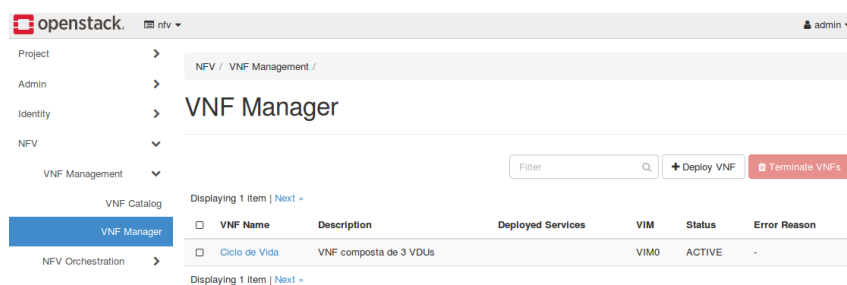 openstack. nfv admin
Project
Admin
Identity
NFV
VNF Management
VNF Catalog
VNF Manager
NFV Orchestration
NFV / VNF Management /
VNF Manager
Filter + Deploy VNF Terminate VNFs
Displaying 1 item | Next »
VNF Name Description Deployed Services VIM Status Error Reason
Ciclo de Vida VNF composta de 3 VDUs VIM0 ACTIVE -
Displaying 1 item | Next »